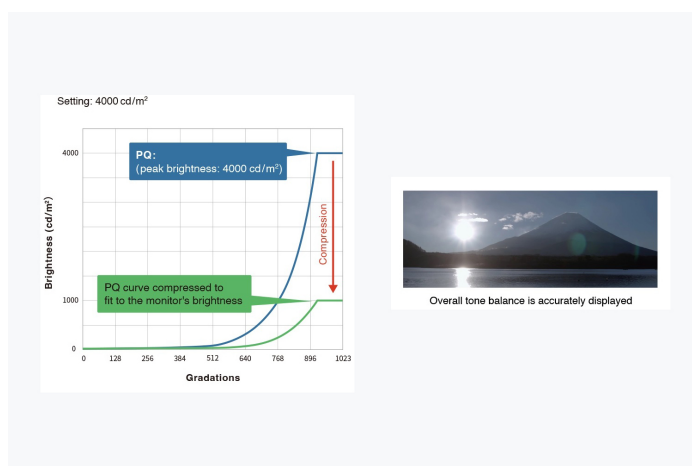 Setting: 4000 cd/m²
4000
PQ:
(peak brightness: 4000 cd/m²)
Compression
Brightness (cd/m²)
PQ curve compressed to
fit to the monitor's brightness
1000
0
0 128 256 384 512 640 768 896 1023
Gradations
Overall tone balance is accurately displayed